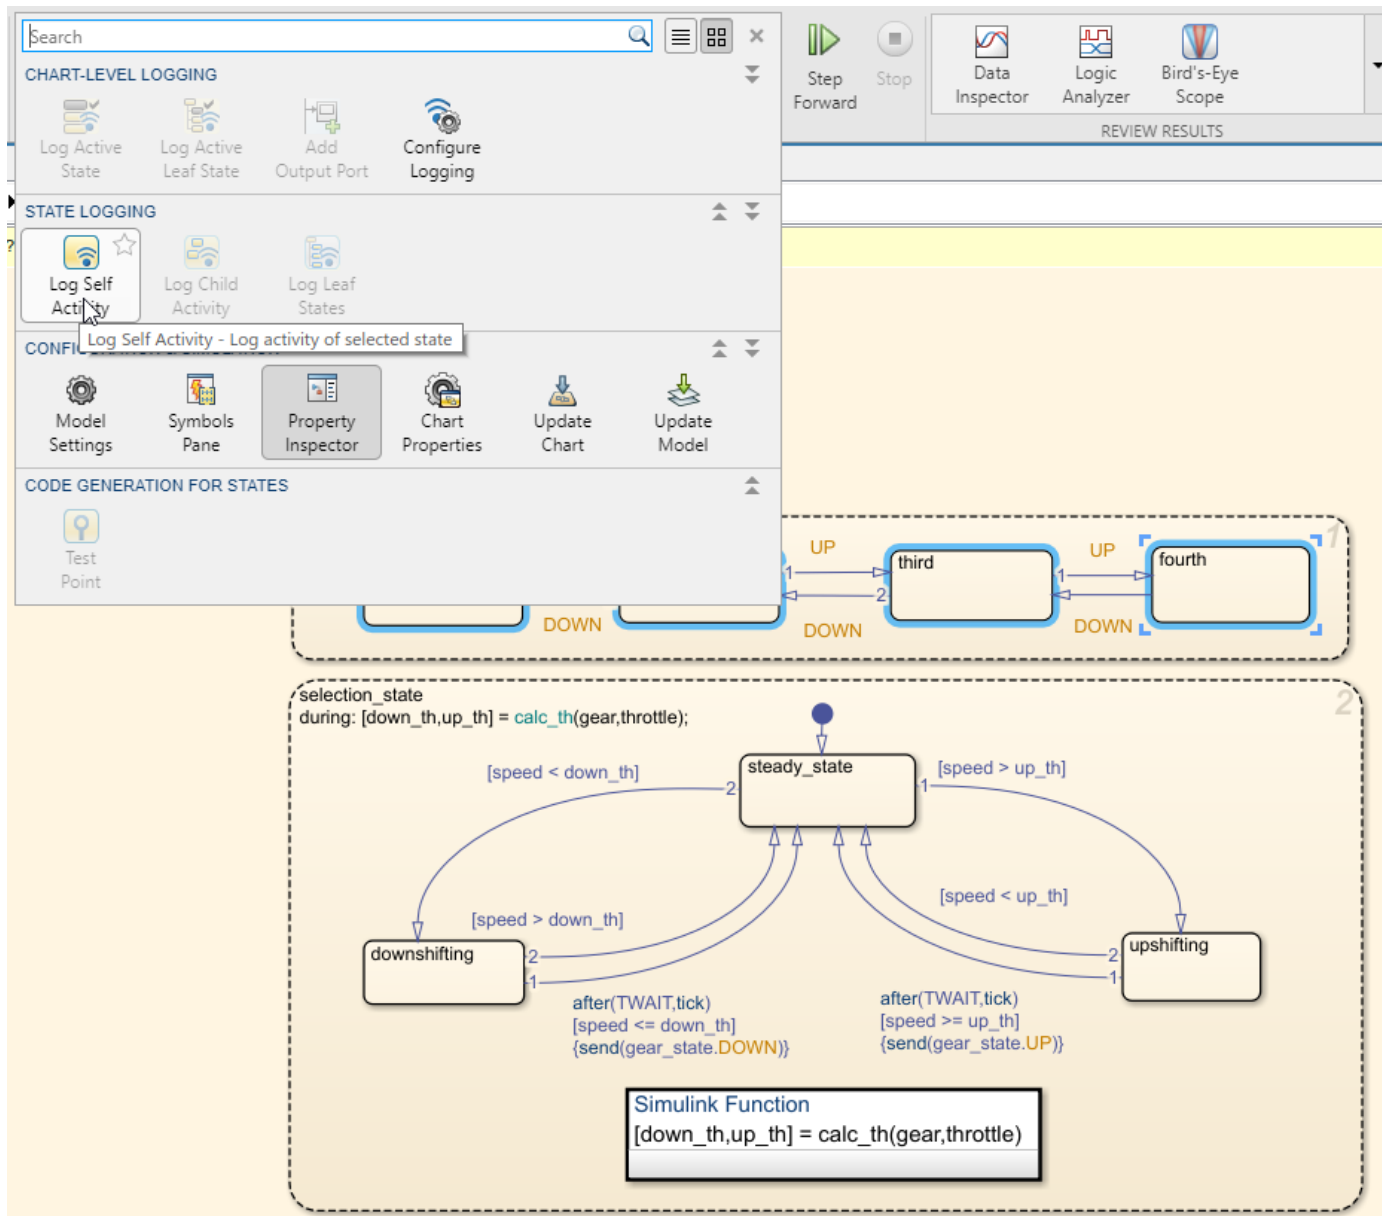 Search
CHART-LEVEL LOGGING
Log Active
State
Log Active
Leaf State
Add
Output Port
Configure
Logging
STATE LOGGING
Log Self
Activity
Log Child
Activity
Log Leaf
States
Log Self Activity - Log activity of selected state
Model
Settings
Symbols
Pane
Property
Inspector
Chart
Properties
Update
Chart
Update
Model
CODE GENERATION FOR STATES
Test
Point
Step
Forward
Stop
Data
Inspector
Logic
Analyzer
Bird's-Eye
Scope
REVIEW RESULTS
?
1
UP
third
UP
fourth
1
2
1
DOWN
DOWN
DOWN
selection_state
during: [down_th,up_th] = calc_th(gear,throttle);
2
steady_state
[speed < down_th]
2
[speed > up_th]
1
[speed > down_th]
[speed < up_th]
downshifting
2
1
upshifting
2
1
after(TWAIT,tick)
[speed <= down_th]
{send(gear_state.DOWN)}
after(TWAIT,tick)
[speed >= up_th]
{send(gear_state.UP)}
Simulink Function
[down_th,up_th] = calc_th(gear,throttle)